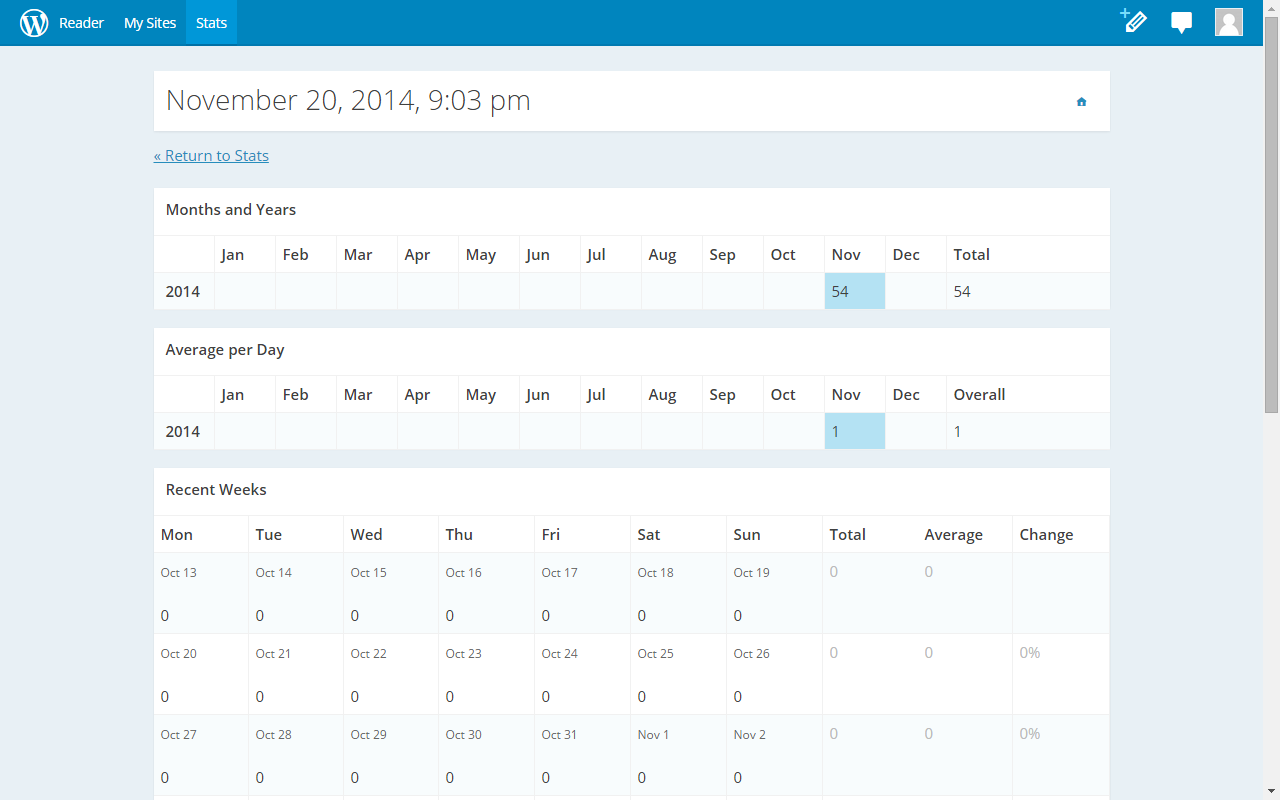 Reader My Sites Stats
November 20, 2014, 9:03 pm
« Return to Stats
Months and Years
Jan Feb Mar Apr May Jun Jul Aug Sep Oct Nov Dec Total
2014 54 54
Average per Day
Jan Feb Mar Apr May Jun Jul Aug Sep Oct Nov Dec Overall
2014 1 1
Recent Weeks
Mon Tue Wed Thu Fri Sat Sun Total Average Change
Oct 13 Oct 14 Oct 15 Oct 16 Oct 17 Oct 18 Oct 19 0 0
0 0 0 0 0 0 0
Oct 20 Oct 21 Oct 22 Oct 23 Oct 24 Oct 25 Oct 26 0 0 0%
0 0 0 0 0 0 0
Oct 27 Oct 28 Oct 29 Oct 30 Oct 31 Nov 1 Nov 2 0 0 0%
0 0 0 0 0 0 0